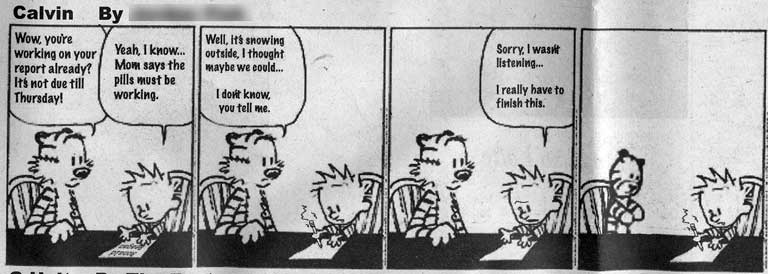 Calvin By
Wow, you're
working on your
report already?
It's not due till
Thursday!
Yeah, I know...
Mom says the
pills must be
working.
Well, it's snowing
outside, I thought
maybe we could...
I don't know,
you tell me.
Sorry, I wasn't
listening...
I really have to
finish this.